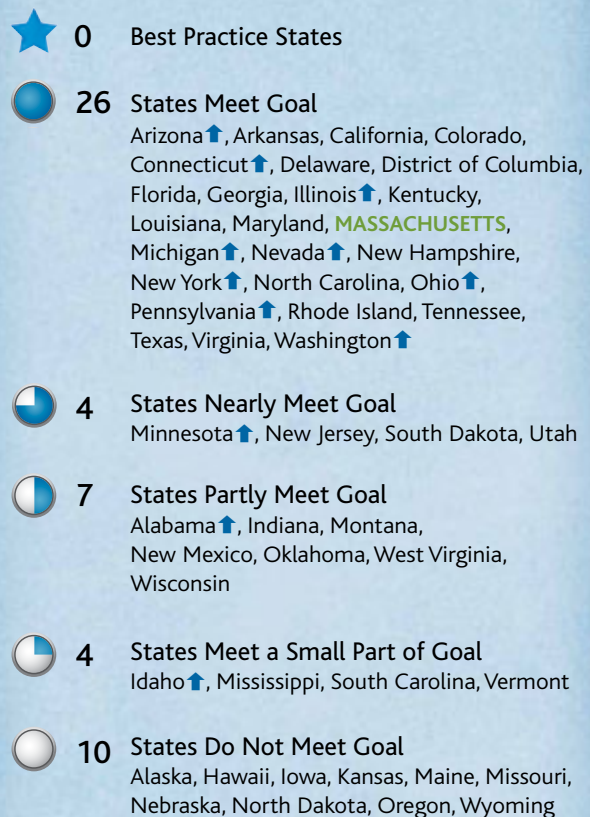 0 Best Practice States
26 States Meet Goal
Arizona⬆, Arkansas, California, Colorado,
Connecticut⬆, Delaware, District of Columbia,
Florida, Georgia, Illinois⬆, Kentucky,
Louisiana, Maryland, MASSACHUSETTS,
Michigan⬆, Nevada⬆, New Hampshire,
New York⬆, North Carolina, Ohio⬆,
Pennsylvania⬆, Rhode Island, Tennessee,
Texas, Virginia, Washington⬆
4 States Nearly Meet Goal
Minnesota⬆, New Jersey, South Dakota, Utah
7 States Partly Meet Goal
Alabama⬆, Indiana, Montana,
New Mexico, Oklahoma, West Virginia,
Wisconsin
4 States Meet a Small Part of Goal
Idaho⬆, Mississippi, South Carolina, Vermont
10 States Do Not Meet Goal
Alaska, Hawaii, Iowa, Kansas, Maine, Missouri,
Nebraska, North Dakota, Oregon, Wyoming